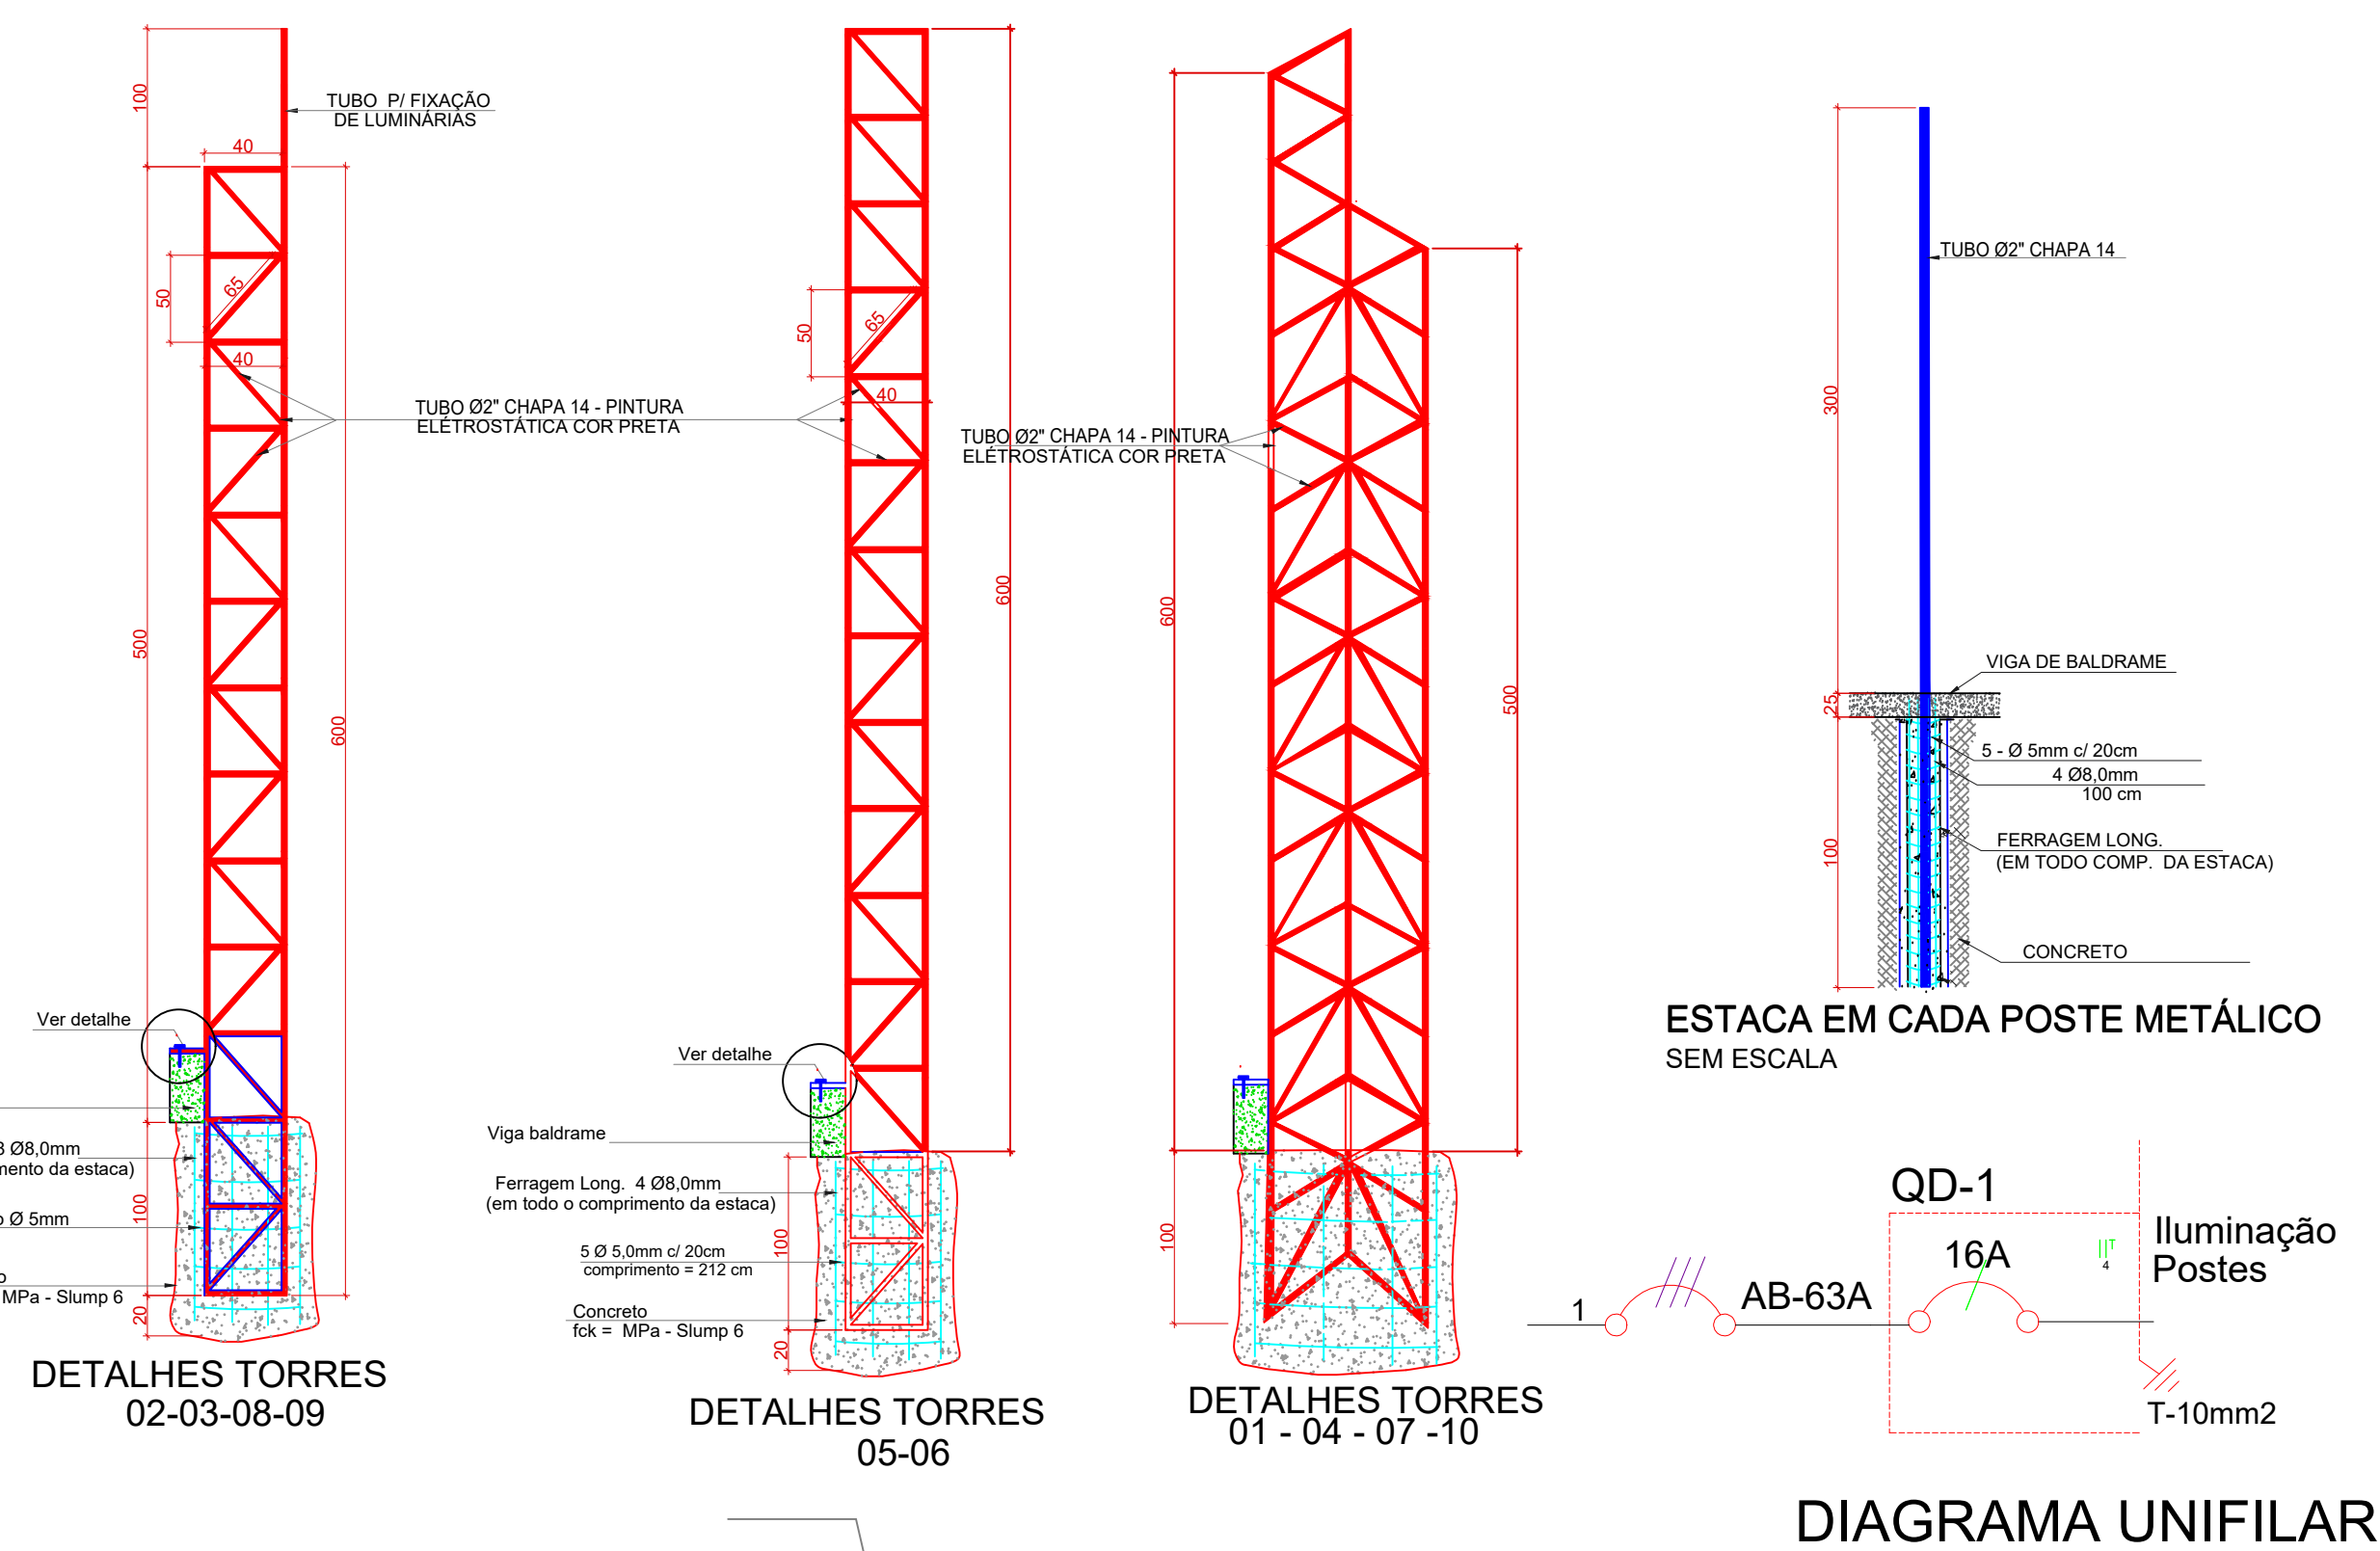 100
TUBO P/ FIXAÇÃO
DE LUMINÁRIAS
40
50
65
40
500
600
TUBO Ø2" CHAPA 14 - PINTURA
ELÉTROSTÁTICA COR PRETA
Ver detalhe
Ø8,0mm
mento da estaca)
Ø 5mm
MPa - Slump 6
100
20
DETALHES TORRES
02-03-08-09
50
65
40
600
Ver detalhe
Viga baldrame
Ferragem Long. 4 Ø8,0mm
(em todo o comprimento da estaca)
5 Ø 5,0mm c/ 20cm
comprimento = 212 cm
Concreto
fck = MPa - Slump 6
100
20
DETALHES TORRES
05-06
TUBO Ø2" CHAPA 14 - PINTURA
ELÉTROSTÁTICA COR PRETA
600
500
100
DETALHES TORRES
01 - 04 - 07 -10
300
TUBO Ø2" CHAPA 14
VIGA DE BALDRAME
25
5 - Ø 5mm c/ 20cm
4 Ø8,0mm
100 cm
FERRAGEM LONG.
(EM TODO COMP. DA ESTACA)
100
CONCRETO
ESTACA EM CADA POSTE METÁLICO
SEM ESCALA
QD-1
1
AB-63A
16A
T
4
Iluminação
Postes
T-10mm2
DIAGRAMA UNIFILAR